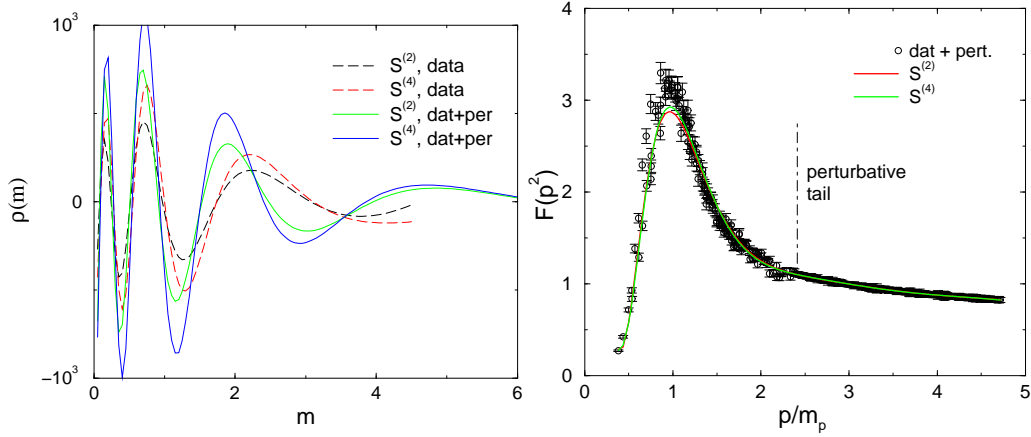 10³
0
−10³
ρ(m)
0
2
4
6
m
S⁽²⁾, data
S⁽⁴⁾, data
S⁽²⁾, dat+per
S⁽⁴⁾, dat+per
4
3
2
1
0
F(p²)
0
1
2
3
4
5
p/mₚ
dat + pert.
S⁽²⁾
S⁽⁴⁾
perturbative
tail